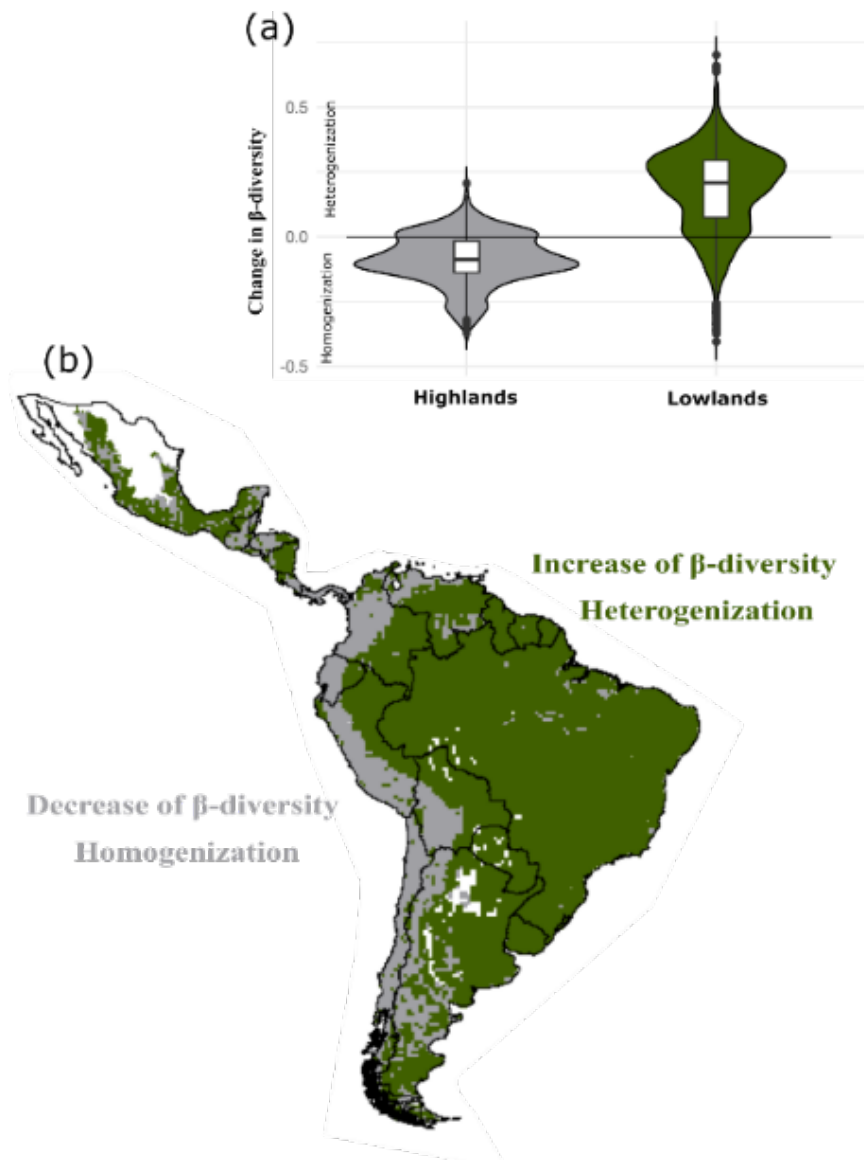 (a)
Change in β-diversity
Heterogenization
Homogenization
0.5
0.0
-0.5
Highlands
Lowlands
(b)
Increase of β-diversity
Heterogenization
Decrease of β-diversity
Homogenization